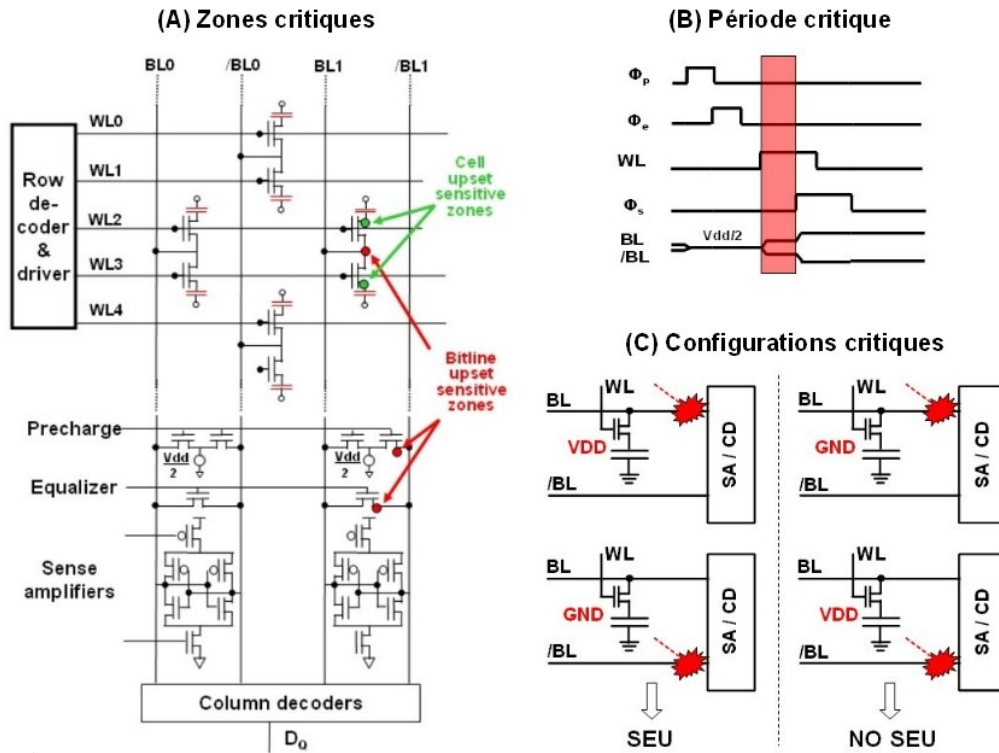 (A) Zones critiques
BL0 /BL0 BL1 /BL1
Row
de-
coder
&
driver
WL0
WL1
WL2
WL3
WL4
Cell
upset
sensitive
zones
Bitline
upset
sensitive
zones
Precharge
Vdd
2
Vdd
2
Equalizer
Sense
amplifiers
Column decoders
DQ
(B) Période critique
Φp
Φe
WL
Φs
BL
/BL
Vdd/2
(C) Configurations critiques
WL
BL
VDD
/BL
SA / CD
WL
BL
GND
/BL
SA / CD
WL
BL
GND
/BL
SA / CD
WL
BL
VDD
/BL
SA / CD
SEU
NO SEU